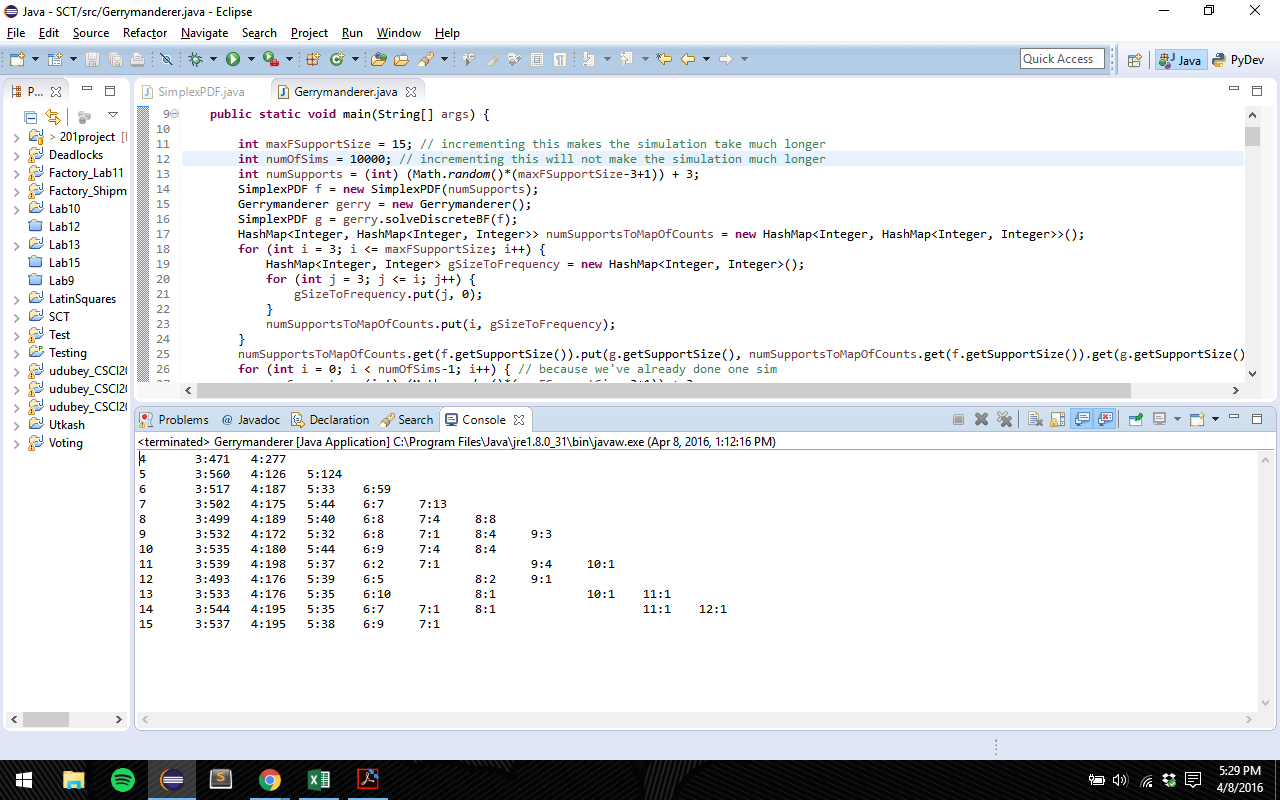 Java - SCT/src/Gerrymanderer.java - Eclipse
File Edit Source Refactor Navigate Search Project Run Window Help
Quick Access Java PyDev
P... SimplexPDF.java Gerrymanderer.java
> 201project [
Deadlocks
Factory_Lab11
Factory_Shipm
Lab10
Lab12
Lab13
Lab15
Lab9
LatinSquares
SCT
Test
Testing
udubey_CSCI20
udubey_CSCI20
udubey_CSCI20
Utkash
Voting
9 public static void main(String[] args) {
10
11 int maxFSupportSize = 15; // incrementing this makes the simulation take much longer
12 int numOfSims = 10000; // incrementing this will not make the simulation much longer
13 int numSupports = (int) (Math.random()*(maxFSupportSize-3+1)) + 3;
14 SimplexPDF f = new SimplexPDF(numSupports);
15 Gerrymanderer gerry = new Gerrymanderer();
16 SimplexPDF g = gerry.solveDiscreteBF(f);
17 HashMap<Integer, HashMap<Integer, Integer>> numSupportsToMapOfCounts = new HashMap<Integer, HashMap<Integer, Integer>>();
18 for (int i = 3; i <= maxFSupportSize; i++) {
19 HashMap<Integer, Integer> gSizeToFrequency = new HashMap<Integer, Integer>();
20 for (int j = 3; j <= i; j++) {
21 gSizeToFrequency.put(j, 0);
22 }
23 numSupportsToMapOfCounts.put(i, gSizeToFrequency);
24 }
25 numSupportsToMapOfCounts.get(f.getSupportSize()).put(g.getSupportSize(), numSupportsToMapOfCounts.get(f.getSupportSize()).get(g.getSupportSize()
26 for (int i = 0; i < numOfSims-1; i++) { // because we've already done one sim
Problems @ Javadoc Declaration Search Console
<terminated> Gerrymanderer [Java Application] C:\Program Files\Java\jre1.8.0_31\bin\javaw.exe (Apr 8, 2016, 1:12:16 PM)
4 3:471 4:277
5 3:560 4:126 5:124
6 3:517 4:187 5:33 6:59
7 3:502 4:175 5:44 6:7 7:13
8 3:499 4:189 5:40 6:8 7:4 8:8
9 3:532 4:172 5:32 6:8 7:1 8:4 9:3
10 3:535 4:180 5:44 6:9 7:4 8:4
11 3:539 4:198 5:37 6:2 7:1 9:4 10:1
12 3:493 4:176 5:39 6:5 8:2 9:1
13 3:533 4:176 5:35 6:10 8:1 10:1 11:1
14 3:544 4:195 5:35 6:7 7:1 8:1 11:1 12:1
15 3:537 4:195 5:38 6:9 7:1
5:29 PM
4/8/2016